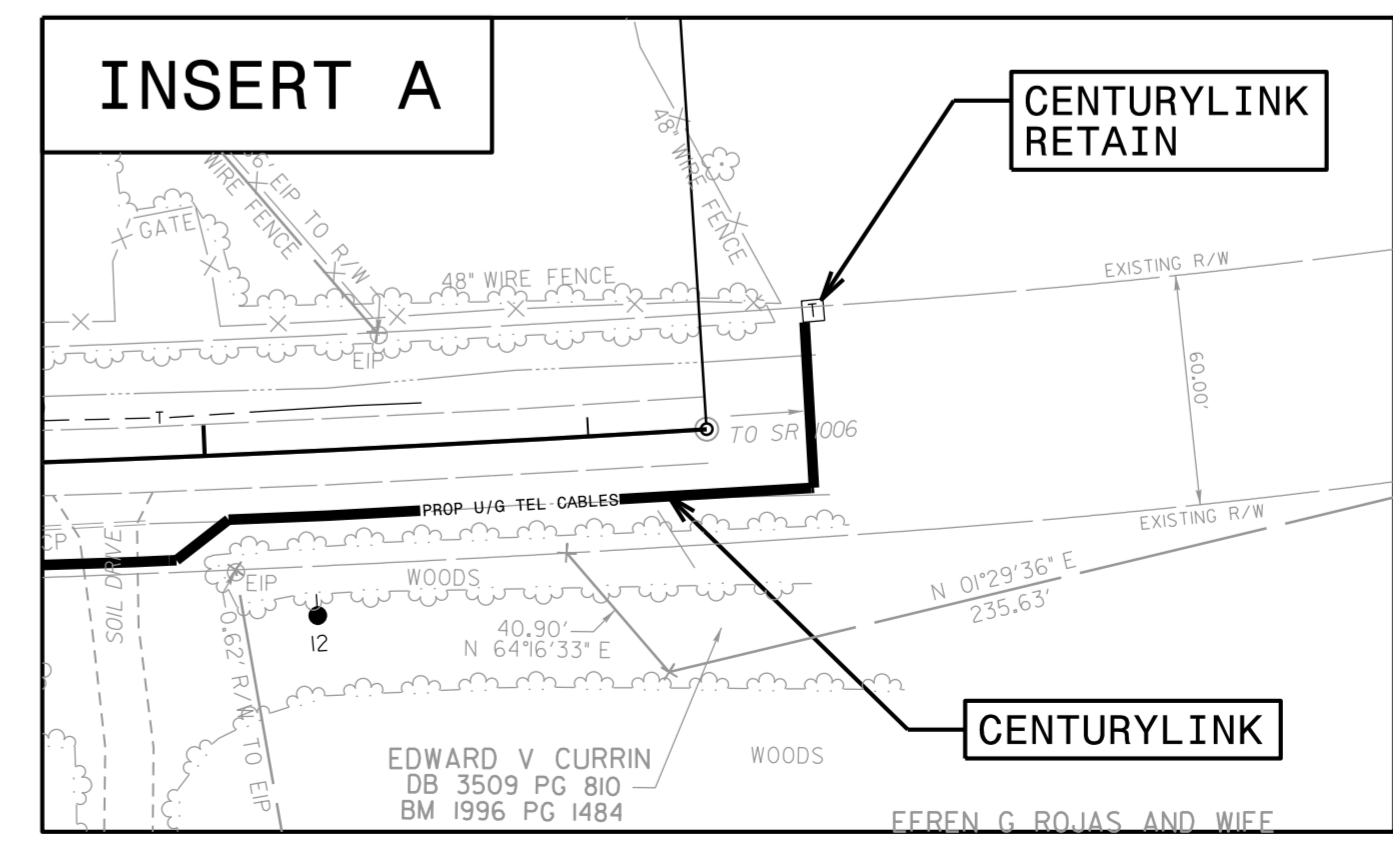 INSERT A
CENTURYLINK
RETAIN
48" WIRE FENCE
EIP TO R/W
WIRE FENCE
GATE
48" WIRE FENCE
EXISTING R/W
T
EIP
60.00'
T
TO SR 1006
PROP U/G TEL CABLES
EXISTING R/W
CP
SOIL DRIVE
EIP
WOODS
N 01°29'36" E
235.63'
12
40.90'
N 64°16'33" E
0.62' R/W TO EIP
CENTURYLINK
EDWARD V CURRIN
DB 3509 PG 810
BM 1996 PG 1484
WOODS
EFREN G ROJAS AND WIFE